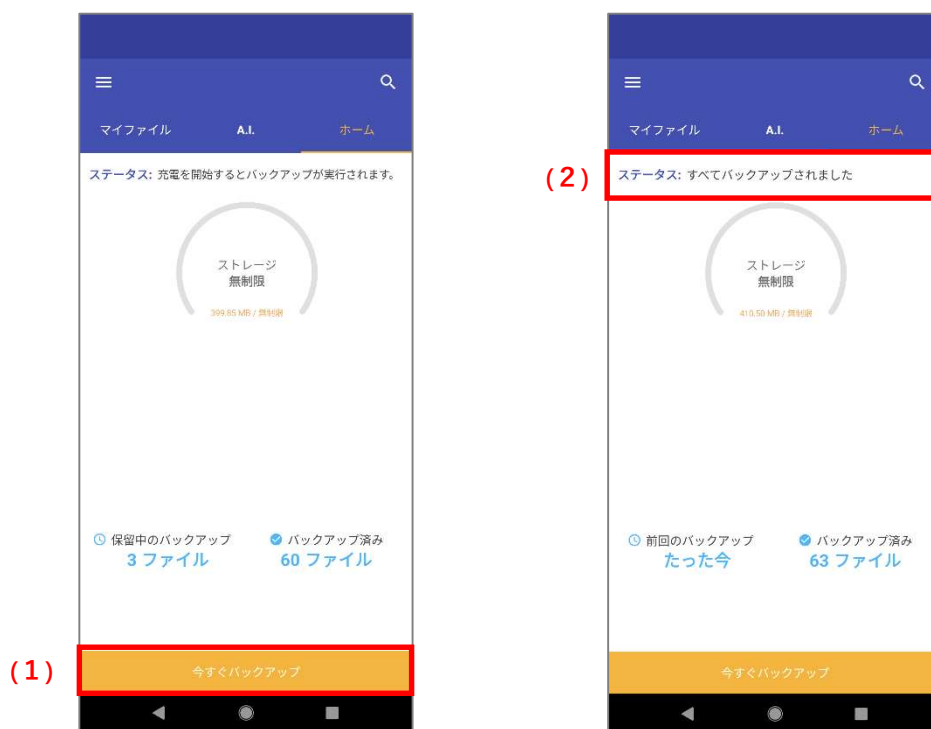 マイファイル A.I. ホーム
ステータス: 充電を開始するとバックアップが実行されます。
ストレージ
無制限
399.85 MB / 無制限
保留中のバックアップ バックアップ済み
3 ファイル 60 ファイル
(1)
今すぐバックアップ
マイファイル A.I. ホーム
(2)
ステータス: すべてバックアップされました
ストレージ
無制限
410.50 MB / 無制限
前回のバックアップ バックアップ済み
たった今 63 ファイル
今すぐバックアップ